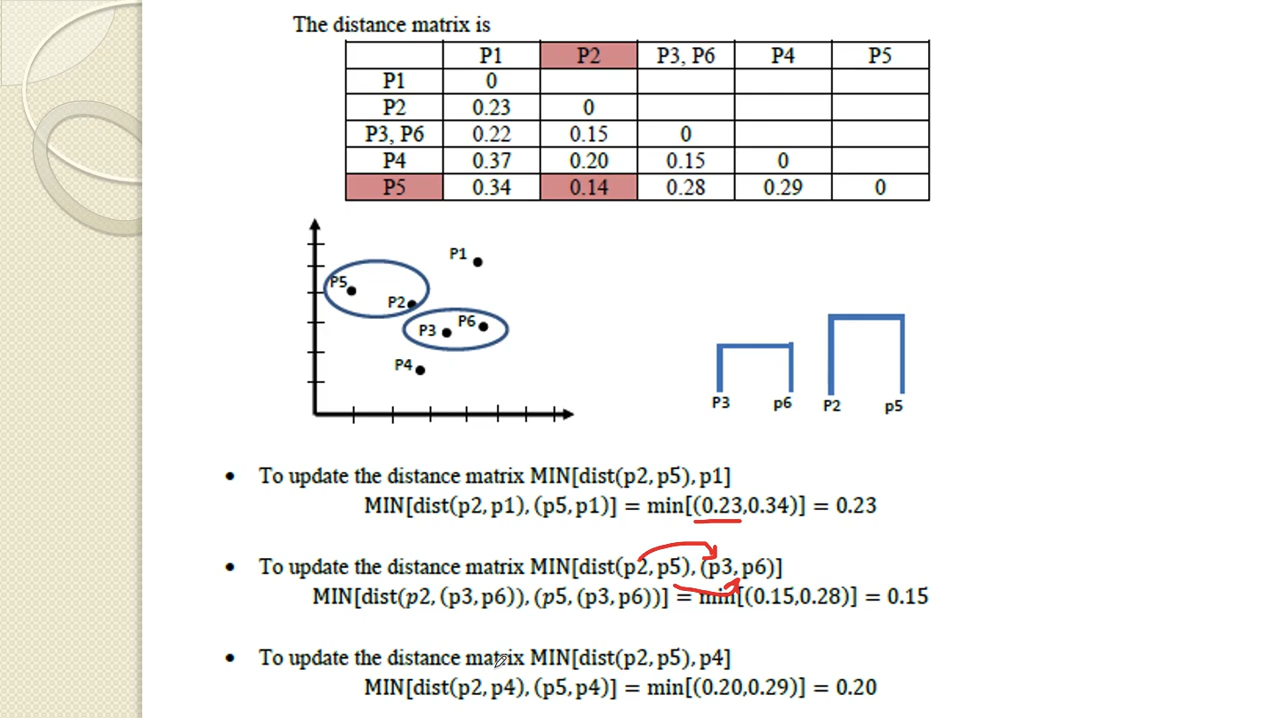 The distance matrix is
P1 P2 P3, P6 P4 P5
P1 0
P2 0.23 0
P3, P6 0.22 0.15 0
P4 0.37 0.20 0.15 0
P5 0.34 0.14 0.28 0.29 0
P1
P5
P2
P6
P3
P4
P3 p6 P2 p5
• To update the distance matrix MIN[dist(p2, p5), p1]
MIN[dist(p2, p1), (p5, p1)] = min[(0.23,0.34)] = 0.23
• To update the distance matrix MIN[dist(p2, p5), (p3, p6)]
MIN[dist(p2, (p3, p6)), (p5, (p3, p6))] = min[(0.15,0.28)] = 0.15
• To update the distance matrix MIN[dist(p2, p5), p4]
MIN[dist(p2, p4), (p5, p4)] = min[(0.20,0.29)] = 0.20